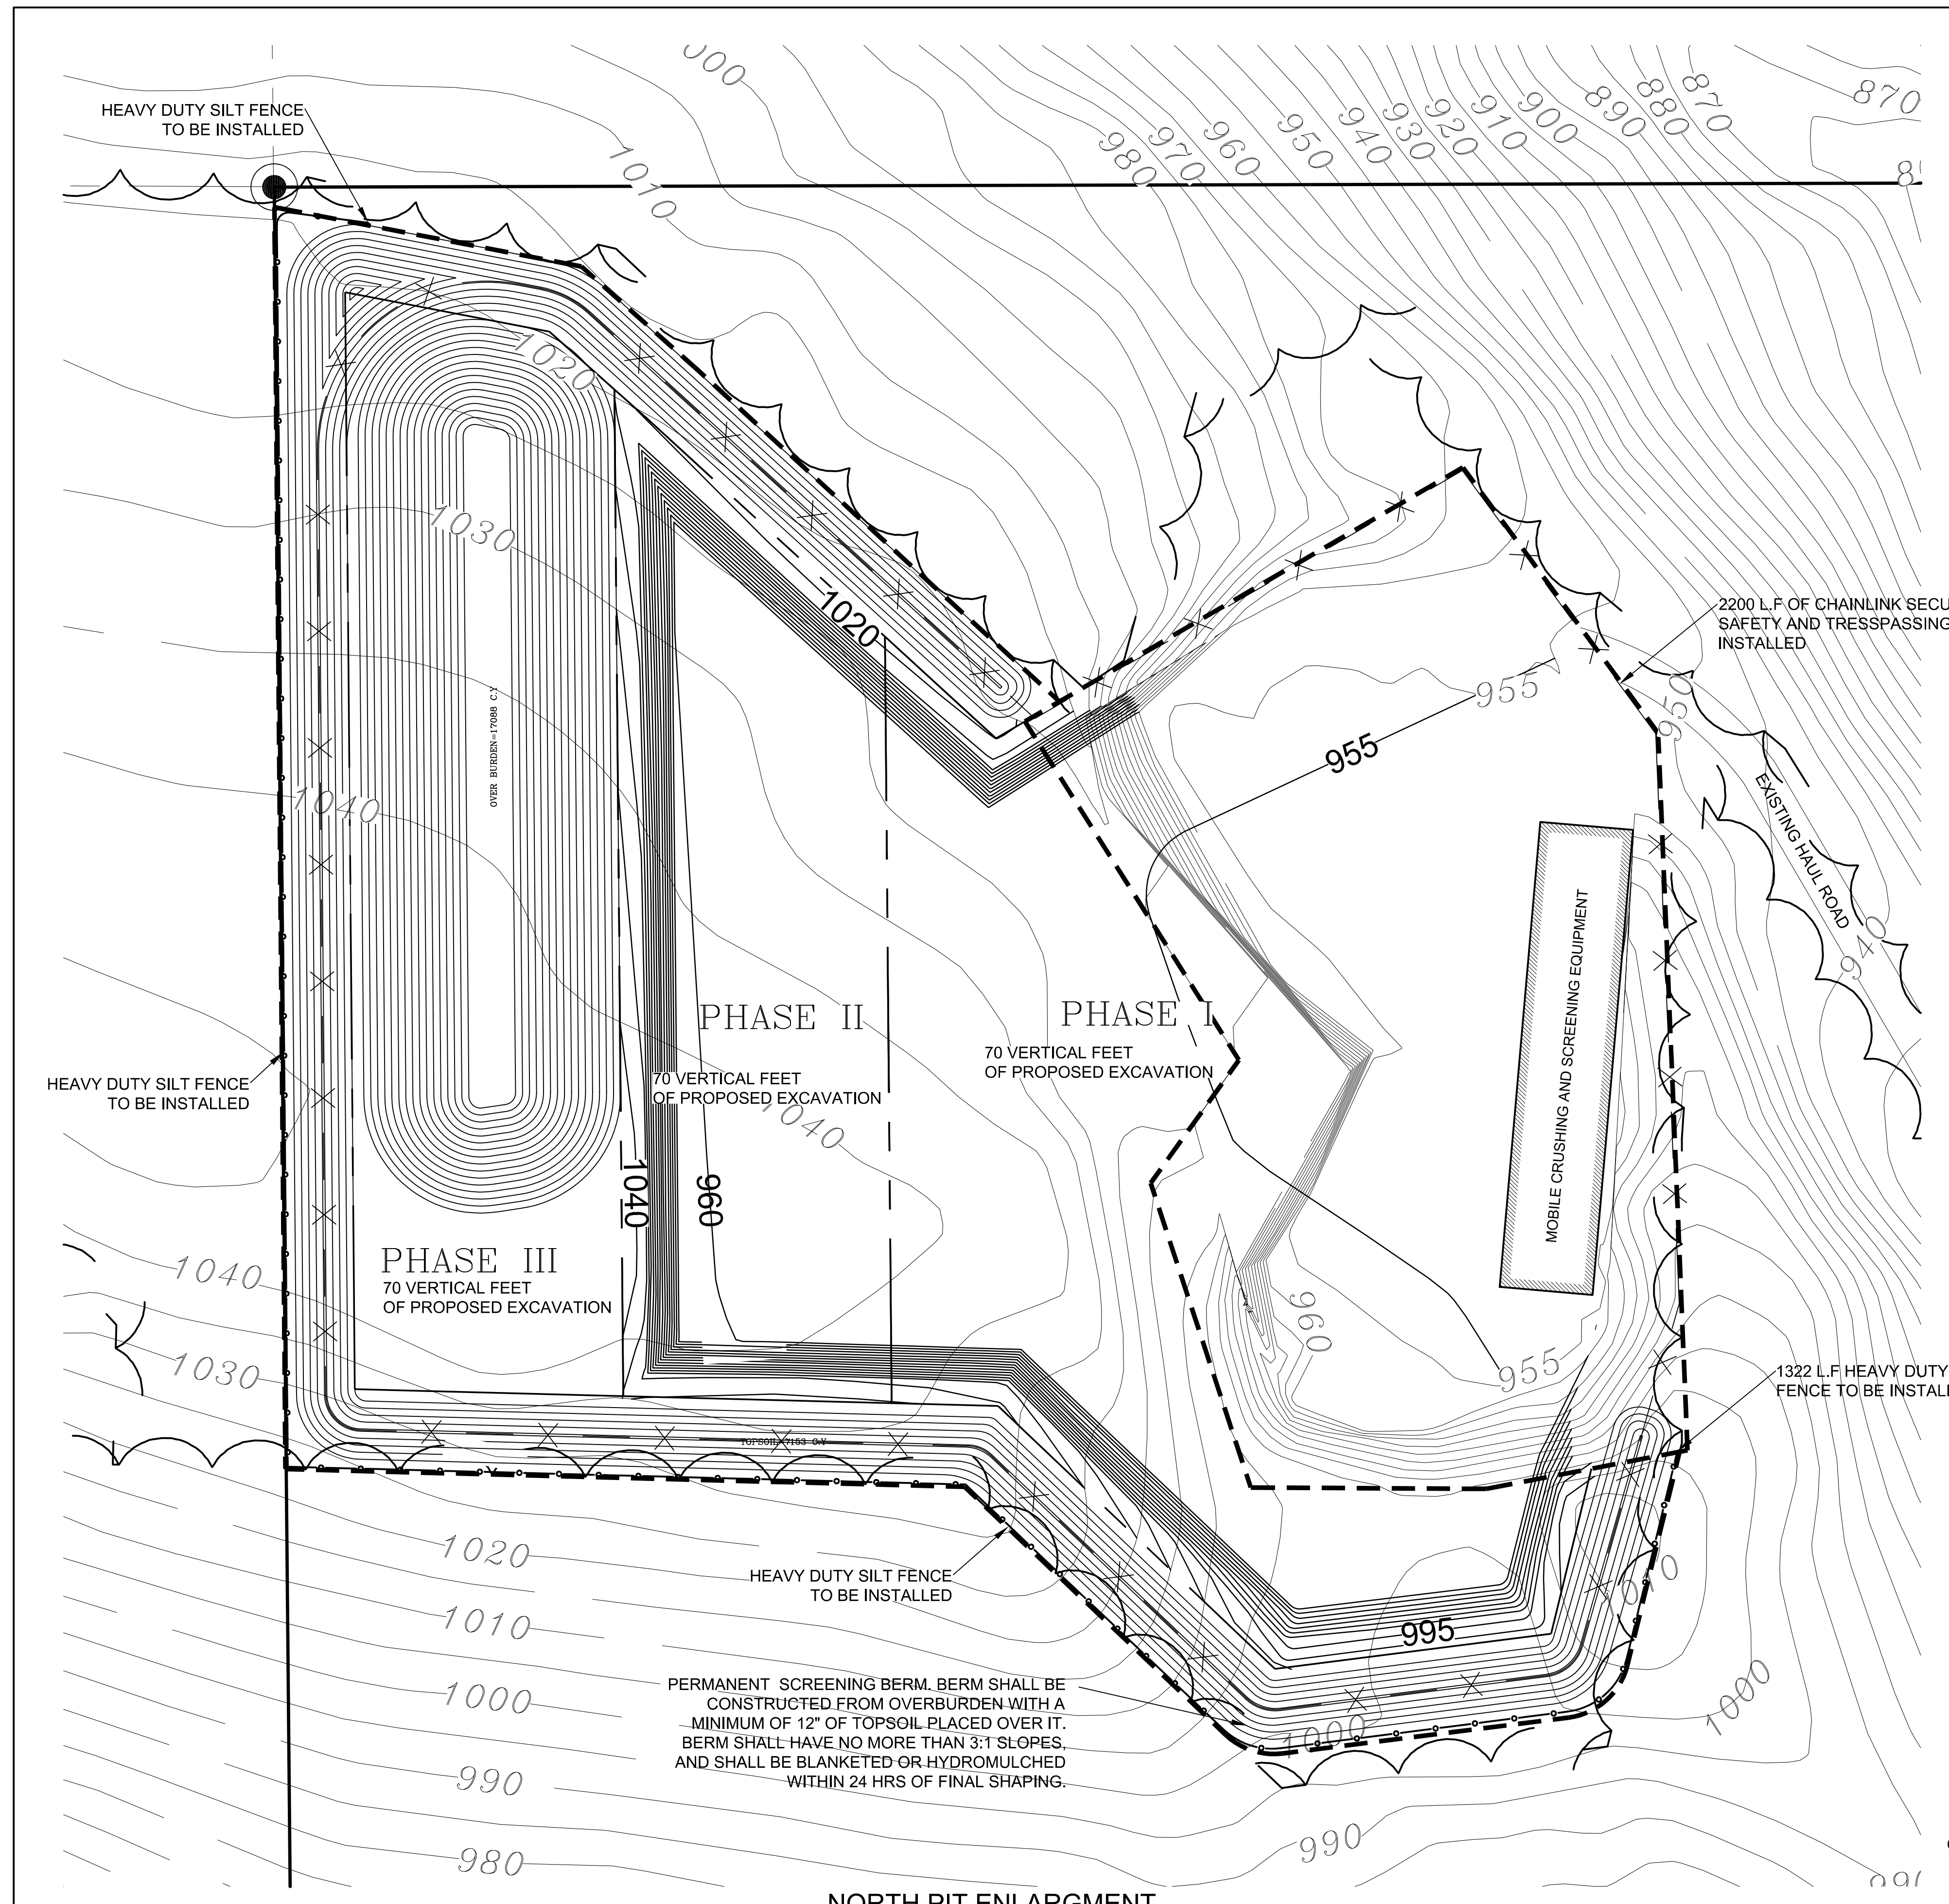 000
870
880
870
890
900
910
920
930
940
950
960
970
980
HEAVY DUTY SILT FENCE
TO BE INSTALLED
1010
1020
1030
2200 L.F OF CHAINLINK
SAFETY AND TRESSPASSING
INSTALLED
1020
955
950
OVER BURDEN=17088 C.Y
955
1040
EXISTING HAUL ROAD
940
MOBILE CRUSHING AND SCREENING EQUIPMENT
PHASE II
70 VERTICAL FEET
OF PROPOSED EXCAVATION
PHASE I
70 VERTICAL FEET
OF PROPOSED EXCAVATION
HEAVY DUTY SILT FENCE
TO BE INSTALLED
1040
1040
960
PHASE III
70 VERTICAL FEET
OF PROPOSED EXCAVATION
1040
960
1030
955
1322 L.F HEAVY DUTY
FENCE TO BE
1020
HEAVY DUTY SILT FENCE
TO BE INSTALLED
1010
1010
995
PERMANENT SCREENING BERM. BERM SHALL BE
CONSTRUCTED FROM OVERBURDEN WITH A
MINIMUM OF 12" OF TOPSOIL PLACED OVER IT.
BERM SHALL HAVE NO MORE THAN 3:1 SLOPES,
AND SHALL BE BLANKETED OR HYDROMULCHED
WITHIN 24 HRS OF FINAL SHAPING.
1000
1000
1000
990
990
980
NORTH PIT ENLARGMENT